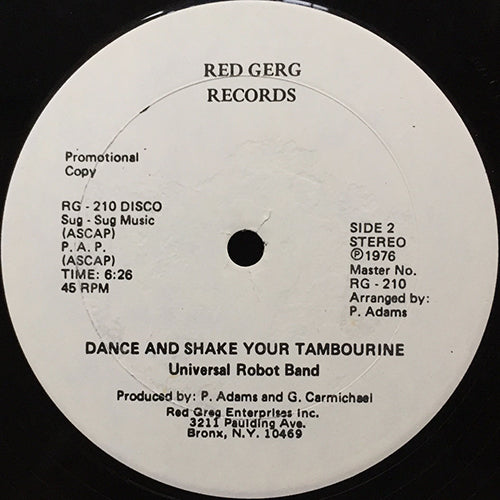 RED GERG
RECORDS
Promotional
Copy
RG - 210 DISCO
Sug - Sug Music
(ASCAP)
P. A. P.
(ASCAP)
TIME: 6:26
45 RPM
SIDE 2
STEREO
Ⓟ1976
Master No.
RG - 210
Arranged by:
P. Adams
DANCE AND SHAKE YOUR TAMBOURINE
Universal Robot Band
Produced by: P. Adams and G. Carmichael
Red Greg Enterprises Inc.
3211 Paulding Ave.
Bronx, N.Y. 10469